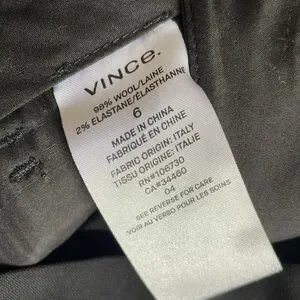 VINCE.
98% WOOL/LAINE
2% ELASTANE/ÉLASTHANNE
6
MADE IN CHINA
FABRIQUÉ EN CHINE
FABRIC ORIGIN: ITALY
TISSU ORIGINE: ITALIE
RN#106730
CA#34460
04
SEE REVERSE FOR CARE
VOIR AU VERSO POUR LES SOINS